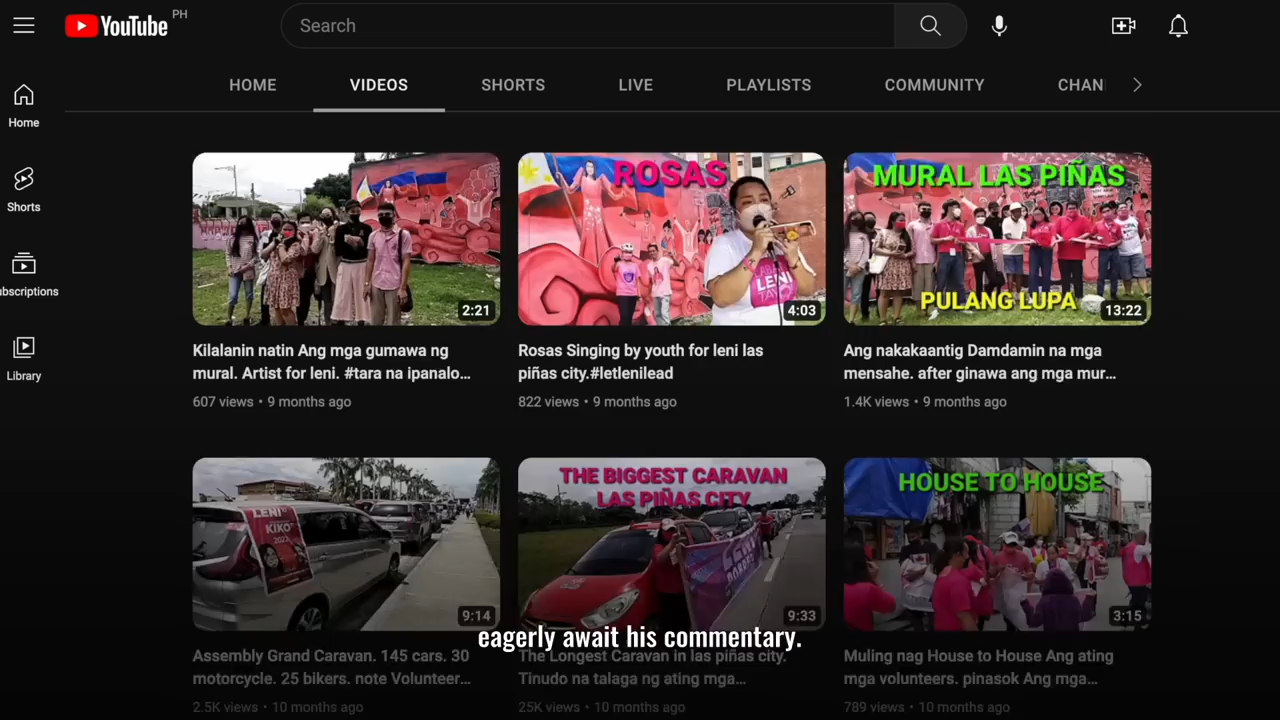 YouTube PH
Search
HOME VIDEOS SHORTS LIVE PLAYLISTS COMMUNITY CHAN
Home
Shorts
ubscriptions
Library
2:21
ROSAS
LENI
4:03
MURAL LAS PIÑAS
PULANG LUPA
13:22
Kilalanin natin Ang mga gumawa ng
mural. Artist for leni. #tara na ipanalo...
607 views • 9 months ago
Rosas Singing by youth for leni las
piñas city.#letlenilead
822 views • 9 months ago
Ang nakakaantig Damdamin na mga
mensahe. after ginawa ang mga mur...
1.4K views • 9 months ago
LENI
KIKO
2022
9:14
THE BIGGEST CARAVAN
LAS PIÑAS CITY
9:33
HOUSE TO HOUSE
3:15
eagerly await his commentary.
Assembly Grand Caravan. 145 cars. 30
motorcycle. 25 bikers. note Volunteer...
2.5K views • 10 months ago
The Longest Caravan in las piñas city.
Tinudo na talaga ng ating mga...
25K views • 10 months ago
Muling nag House to House Ang ating
mga volunteers. pinasok Ang mga...
789 views • 10 months ago